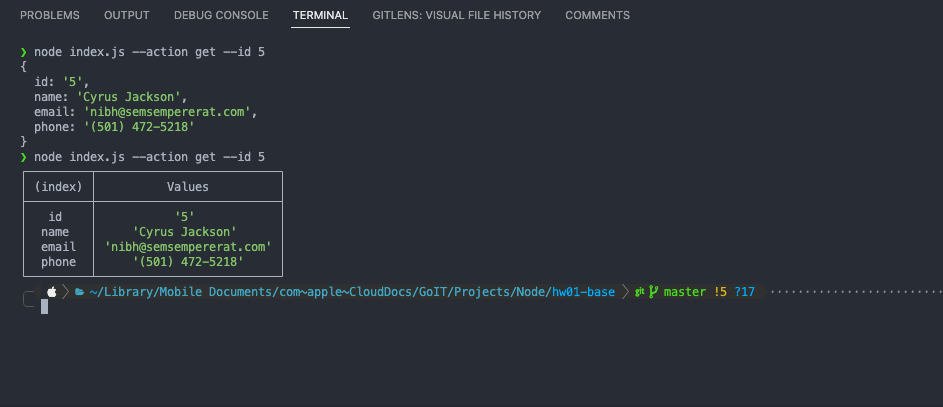 PROBLEMS OUTPUT DEBUG CONSOLE TERMINAL GITLENS: VISUAL FILE HISTORY COMMENTS
❯ node index.js --action get --id 5
{
  id: '5',
  name: 'Cyrus Jackson',
  email: 'nibh@semsempererat.com',
  phone: '(501) 472-5218'
}
❯ node index.js --action get --id 5
(index) Values
id '5'
name 'Cyrus Jackson'
email 'nibh@semsempererat.com'
phone '(501) 472-5218'
~/Library/Mobile Documents/com~apple~CloudDocs/GoIT/Projects/Node/hw01-base git master !5 ?17